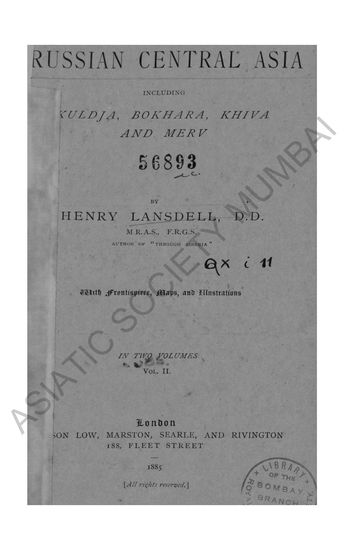 RUSSIAN CENTRAL ASIA
INCLUDING
KULDJA, BOKHARA, KHIVA
AND MERV
56893
BY
HENRY LANSDELL, D.D.
M.R.A.S., F.R.G.S.,
AUTHOR OF "THROUGH SIBERIA"
With Frontispiece, Maps, and Illustrations
IN TWO VOLUMES
VOL. II.
London
SON LOW, MARSTON, SEARLE, AND RIVINGTON
188, FLEET STREET
1885
[All rights reserved.]
LIBRARY
OF THE
BOMBAY
BRANCH
ASIATIC SOCIETY MUMBAI